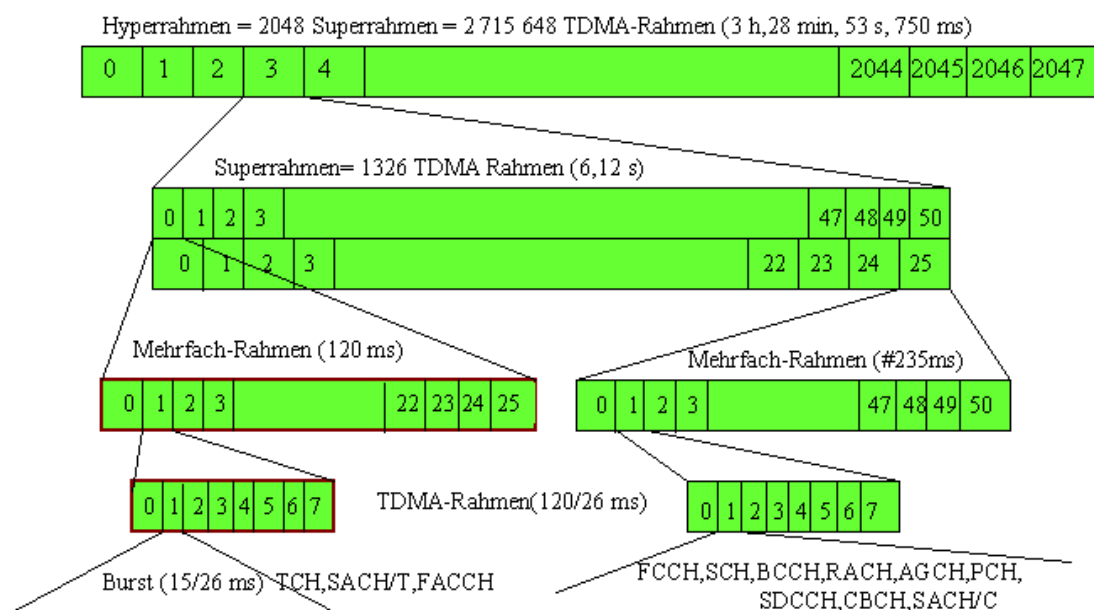 Hyperrahmen = 2048 Superrahmen = 2715 648 TDMA-Rahmen (3 h,28 min, 53 s, 750 ms)
0 1 2 3 4 2044 2045 2046 2047
Superrahmen= 1326 TDMA Rahmen (6,12 s)
0 1 2 3 47 48 49 50
0 1 2 3 22 23 24 25
Mehrfach-Rahmen (120 ms)
Mehrfach-Rahmen (#235ms)
0 1 2 3 22 23 24 25
0 1 2 3 47 48 49 50
TDMA-Rahmen(120/26 ms)
0 1 2 3 4 5 6 7
0 1 2 3 4 5 6 7
Burst (15/26 ms) TCH,SACH/T,FACCH
FCCH,SCH,BCCH,RACH,AGCH,PCH,
SDCCH,CBCH,SACH/C